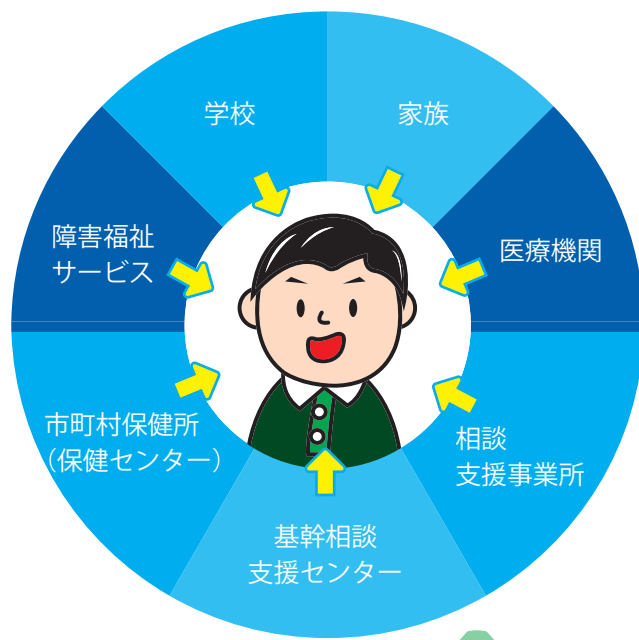 学校
家族
障害福祉
サービス
医療機関
市町村保健所
（保健センター）
相談
支援事業所
基幹相談
支援センター